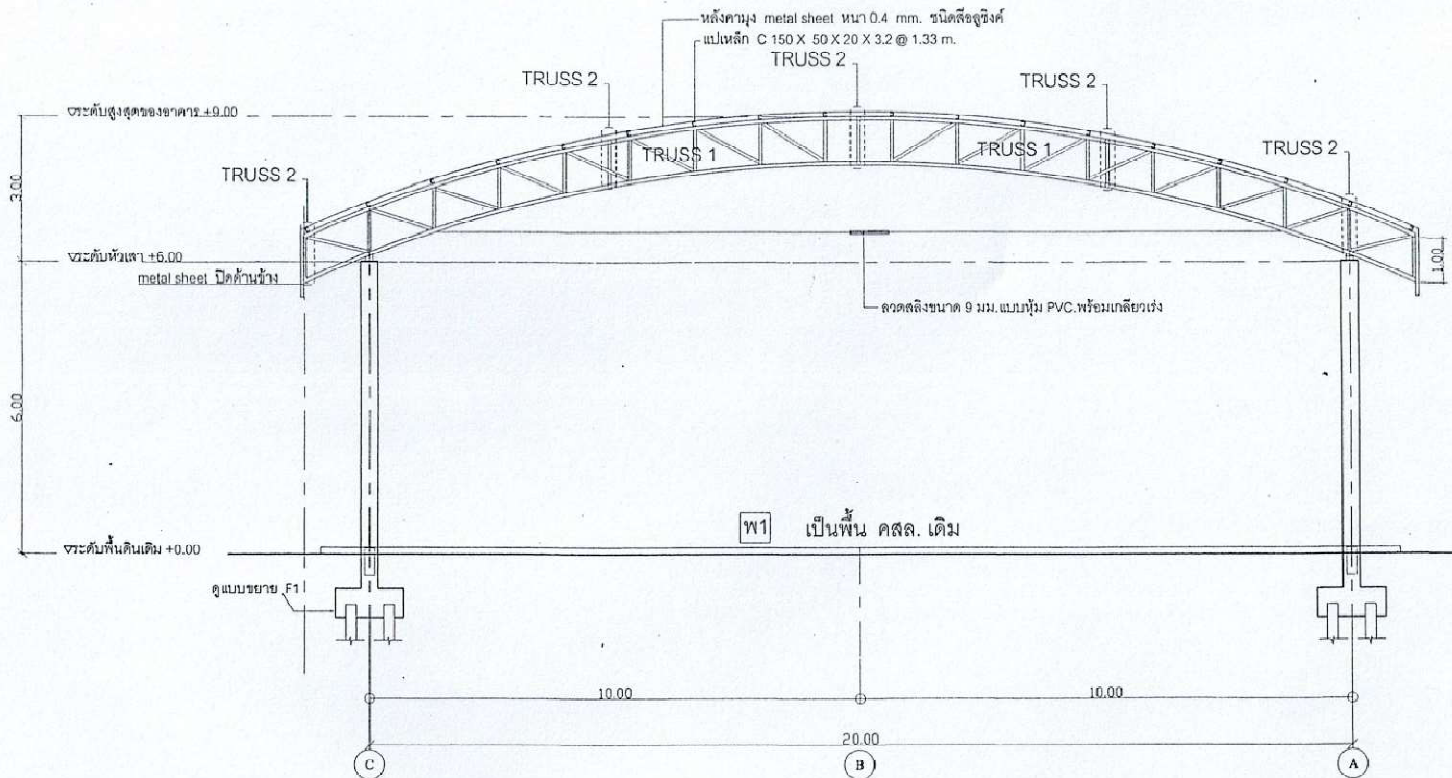 หลังคามุง metal sheet หนา 0.4 mm. ชนิดสีอลูซิงค์
แปเหล็ก C 150 X 50 X 20 X 3.2 @ 1.33 m.
TRUSS 2
TRUSS 2
TRUSS 2
ระดับสูงสุดของอาคาร +9.00
TRUSS 1
TRUSS 1
TRUSS 2
TRUSS 2
3.00
ระดับหัวเสา +6.00
metal sheet ปิดด้านข้าง
1.00
ลวดสลิงขนาด 9 มม.แบบหุ้ม PVC.พร้อมเกลียวเร่ง
6.00
พ1 เป็นพื้น คสล. เดิม
ระดับพื้นดินเดิม +0.00
ดูแบบขยาย F1
10.00
10.00
20.00
C
B
A